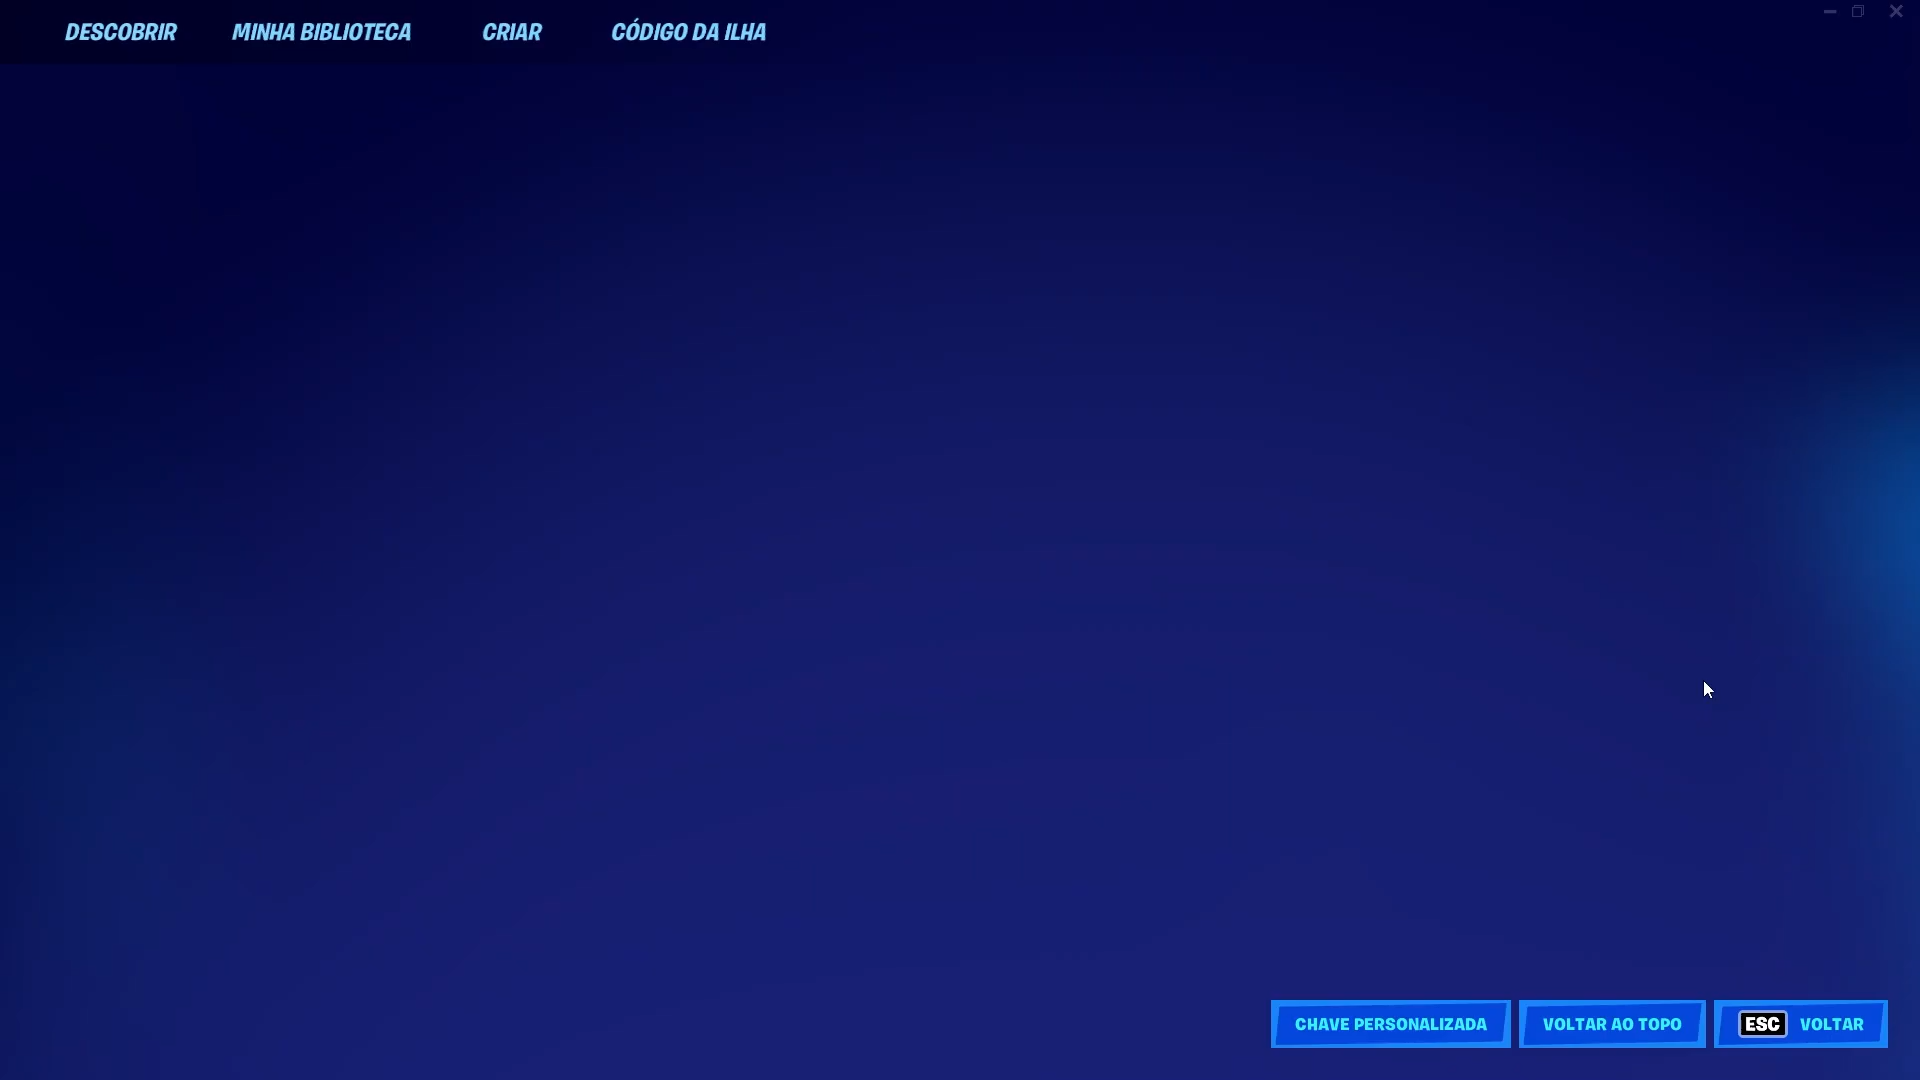 DESCOBRIR MINHA BIBLIOTECA CRIAR CÓDIGO DA ILHA
CHAVE PERSONALIZADA VOLTAR AO TOPO ESC VOLTAR